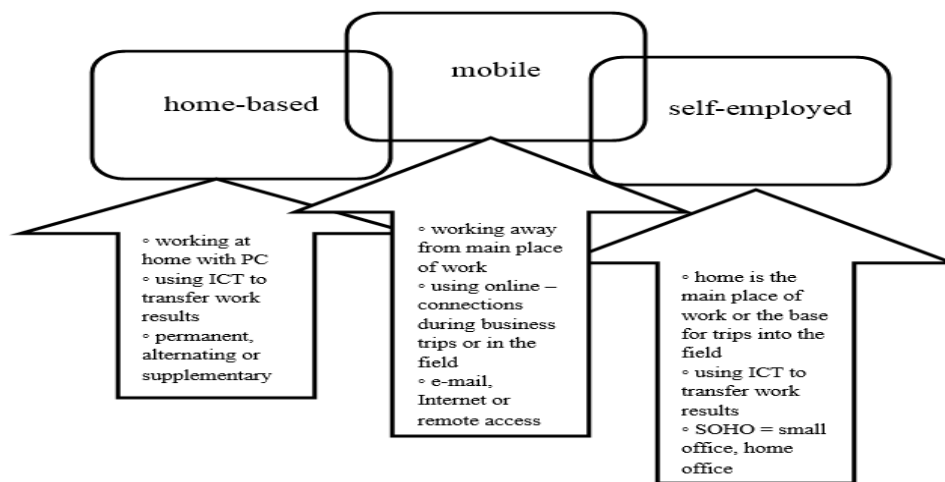 home-based
mobile
self-employed
◦ working at
home with PC
◦ using ICT to
transfer work
results
◦ permanent,
alternating or
supplementary
◦ working away
from main place
of work
◦ using online –
connections
during business
trips or in the
field
◦ e-mail,
Internet or
remote access
◦ home is the
main place of
work or the base
for trips into the
field
◦ using ICT to
transfer work
results
◦ SOHO = small
office, home
office